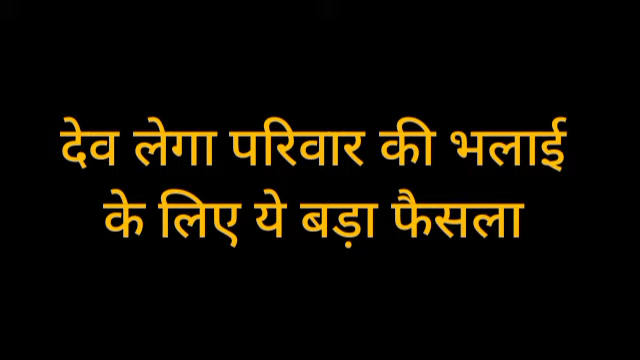 देव लेगा परिवार की भलाई
के लिए ये बड़ा फैसला